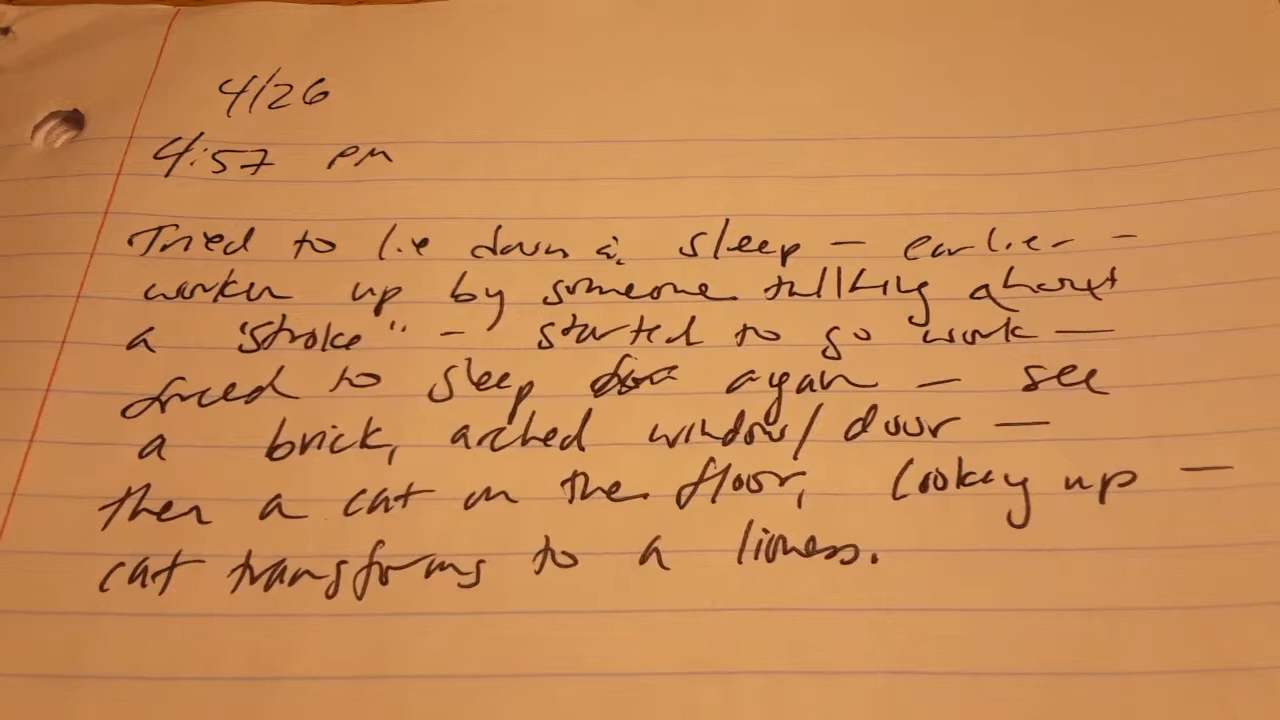 4/26
4:57 PM
Tried to lie down & sleep — earlier —
woken up by someone talking about
a "stroke" — started to go work —
forced to sleep again — see
a brick, arched window/door —
then a cat on the floor, looking up —
cat transforms to a lioness.